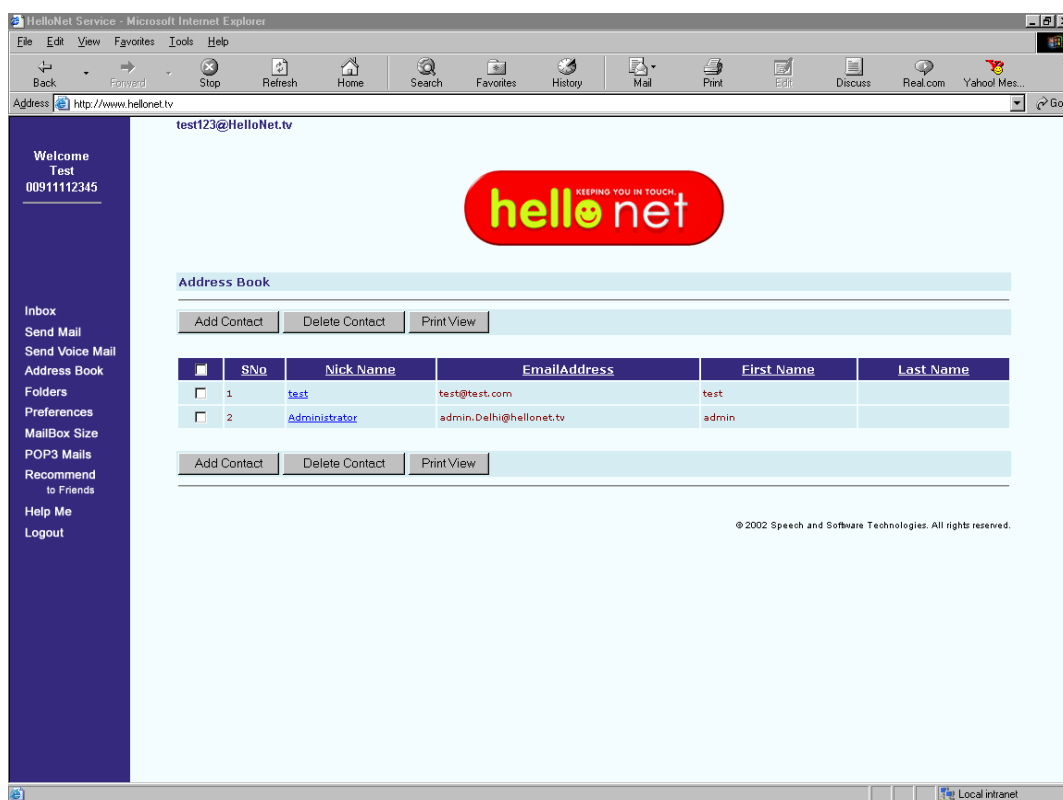 HelloNet Service - Microsoft Internet Explorer
File Edit View Favorites Tools Help
Back Forward Stop Refresh Home Search Favorites History Mail Print Edit Discuss Real.com Yahoo! Mes...
Address http://www.hellonet.tv Go
test123@HelloNet.tv
Welcome
Test
00911112345
KEEPING YOU IN TOUCH.
hello net
Address Book
Add Contact Delete Contact Print View
SNo Nick Name EmailAddress First Name Last Name
1 test test@test.com test
2 Administrator admin.Delhi@hellonet.tv admin
Add Contact Delete Contact Print View
© 2002 Speech and Software Technologies. All rights reserved.
Inbox
Send Mail
Send Voice Mail
Address Book
Folders
Preferences
MailBox Size
POP3 Mails
Recommend
to Friends
Help Me
Logout
Local intranet